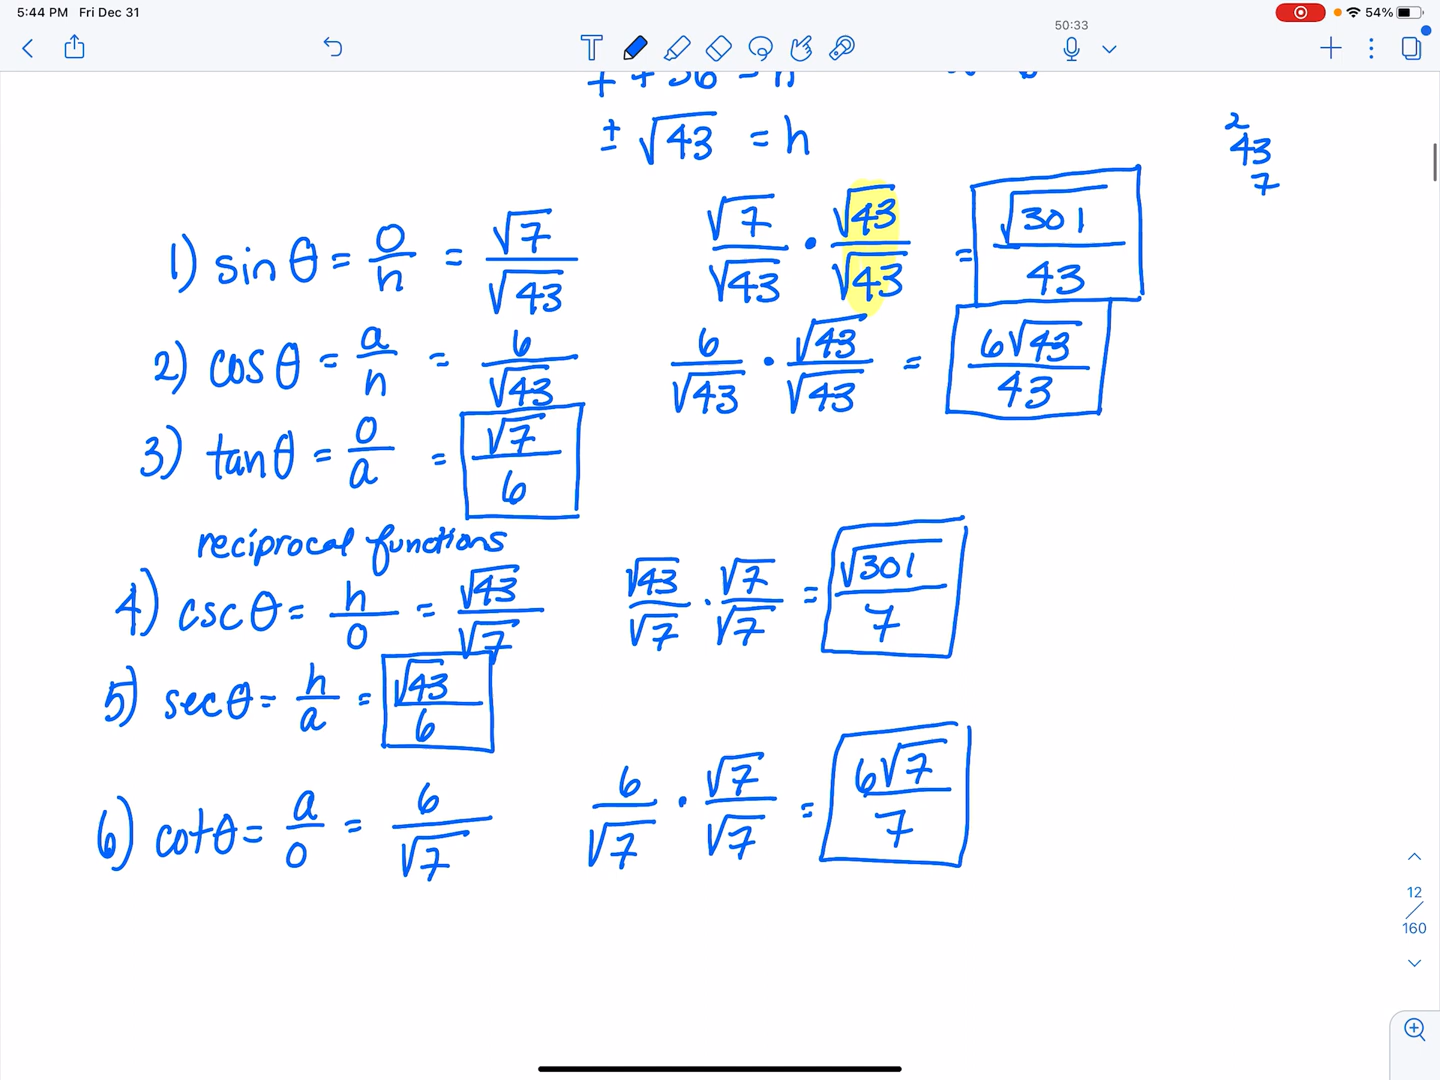 5:44 PM Fri Dec 31
54%
50:33
T
+ 36 = h
± √43 = h
2
43
7
1) sin θ = o/h = √7/√43 √7/√43 · √43/√43 = √301/43
2) cos θ = a/h = 6/√43 6/√43 · √43/√43 = 6√43/43
3) tan θ = o/a = √7/6
reciprocal functions
4) csc θ = h/o = √43/√7 √43/√7 · √7/√7 = √301/7
5) sec θ = h/a = √43/6
6) cot θ = a/o = 6/√7 6/√7 · √7/√7 = 6√7/7
12
/
160